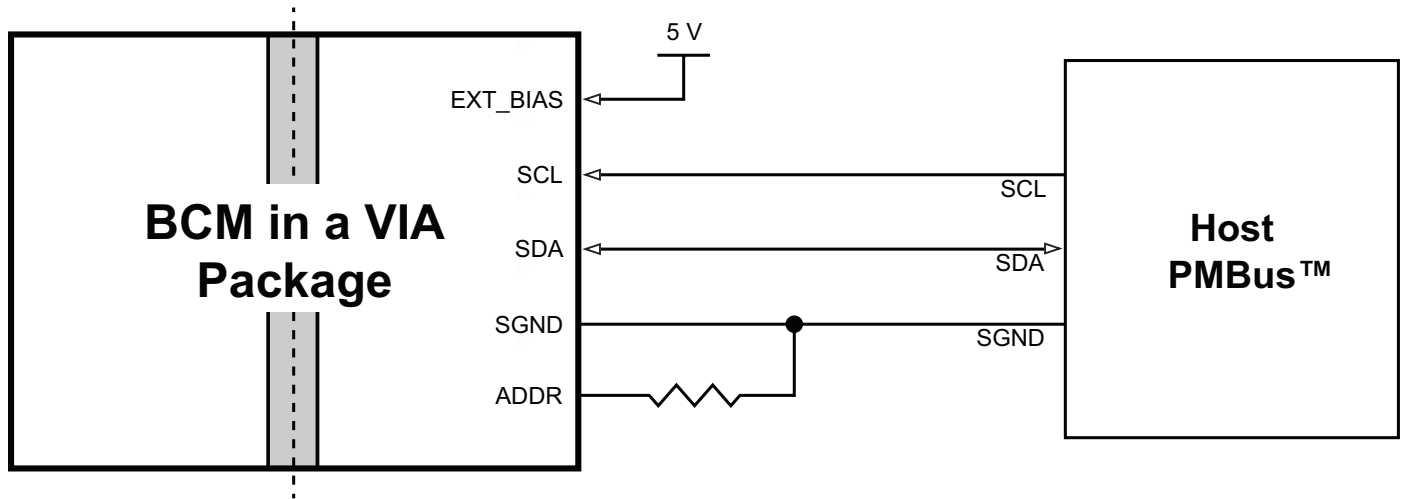 5 V
EXT_BIAS
SCL
SCL
BCM in a VIA
Package
SDA
SDA
Host
PMBus™
SGND
SGND
ADDR